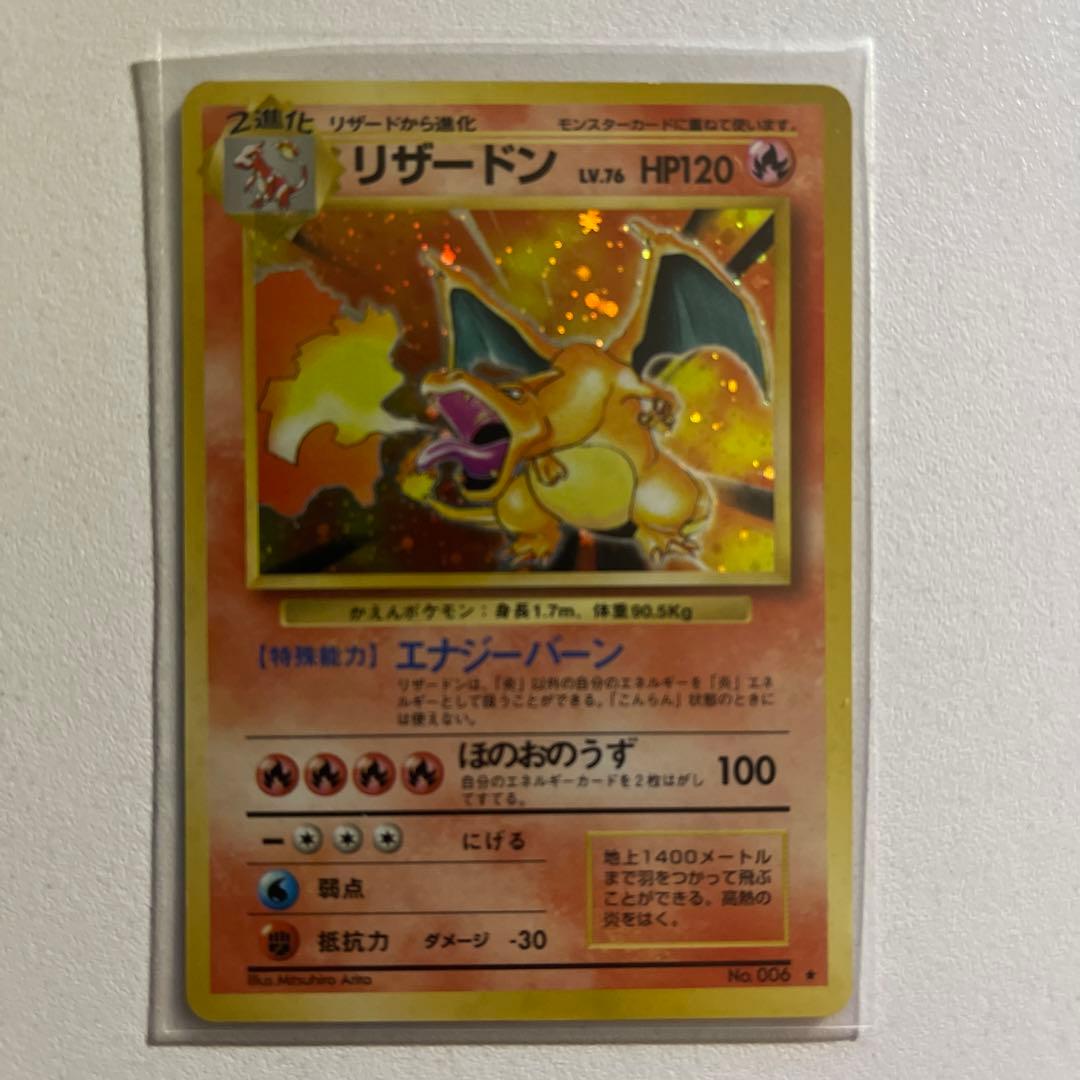 2進化 リザードから進化 モンスターカードに重ねて使います。
リザードン LV.76 HP120
かえんポケモン：身長1.7m、体重90.5Kg
【特殊能力】エナジーバーン
リザードンは、「炎」以外の自分のエネルギーを「炎」エネ
ルギーとして扱うことができる。「こんらん」状態のときに
は使えない。
ほのおのうず 100
自分のエネルギーカードを2枚はがし
てすてる。
ー にげる
弱点
抵抗力 ダメージ -30
地上1400メートル
まで羽をつかって飛ぶ
ことができる。高熱の
炎をはく。
Illus. Mitsuhiro Arita No. 006 ★